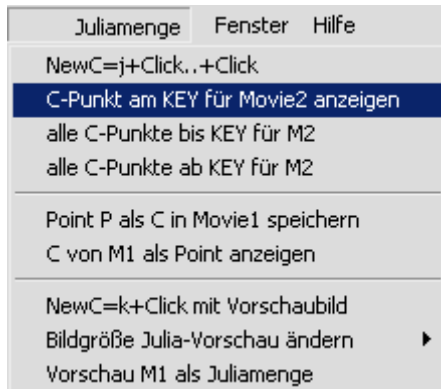 Juliamenge Fenster Hilfe
NewC=j+Click..+Click
C-Punkt am KEY für Movie2 anzeigen
alle C-Punkte bis KEY für M2
alle C-Punkte ab KEY für M2
Point P als C in Movie1 speichern
C von M1 als Point anzeigen
NewC=k+Click mit Vorschaubild
Bildgröße Julia-Vorschau ändern
Vorschau M1 als Juliamenge